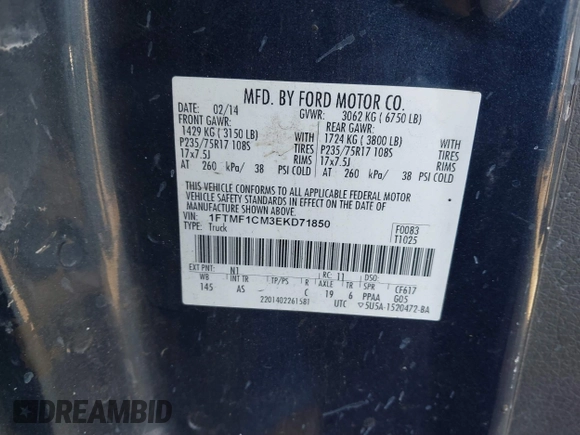 MFD. BY FORD MOTOR CO.
DATE: 02/14 GVWR: 3062 KG ( 6750 LB)
FRONT GAWR: REAR GAWR:
1429 KG ( 3150 LB) WITH 1724 KG ( 3800 LB) WITH
P235/75R17 108S TIRES P235/75R17 108S TIRES
17x7.5J RIMS 17x7.5J RIMS
AT 260 kPa/ 38 PSI COLD AT 260 kPa/ 38 PSI COLD
THIS VEHICLE CONFORMS TO ALL APPLICABLE FEDERAL MOTOR
VEHICLE SAFETY STANDARDS IN EFFECT ON THE DATE OF
MANUFACTURE SHOWN ABOVE.
VIN: 1FTMF1CM3EKD71850 F0083
TYPE: Truck T1025
EXT PNT: N1 RC: 11 DSO:
WB INT TR TP/PS R AXLE TR SPR CF617
145 AS C 19 6 PPAA G05
22014022615B1 UTC ▽5U5A-1520472-BA
DREAMBID